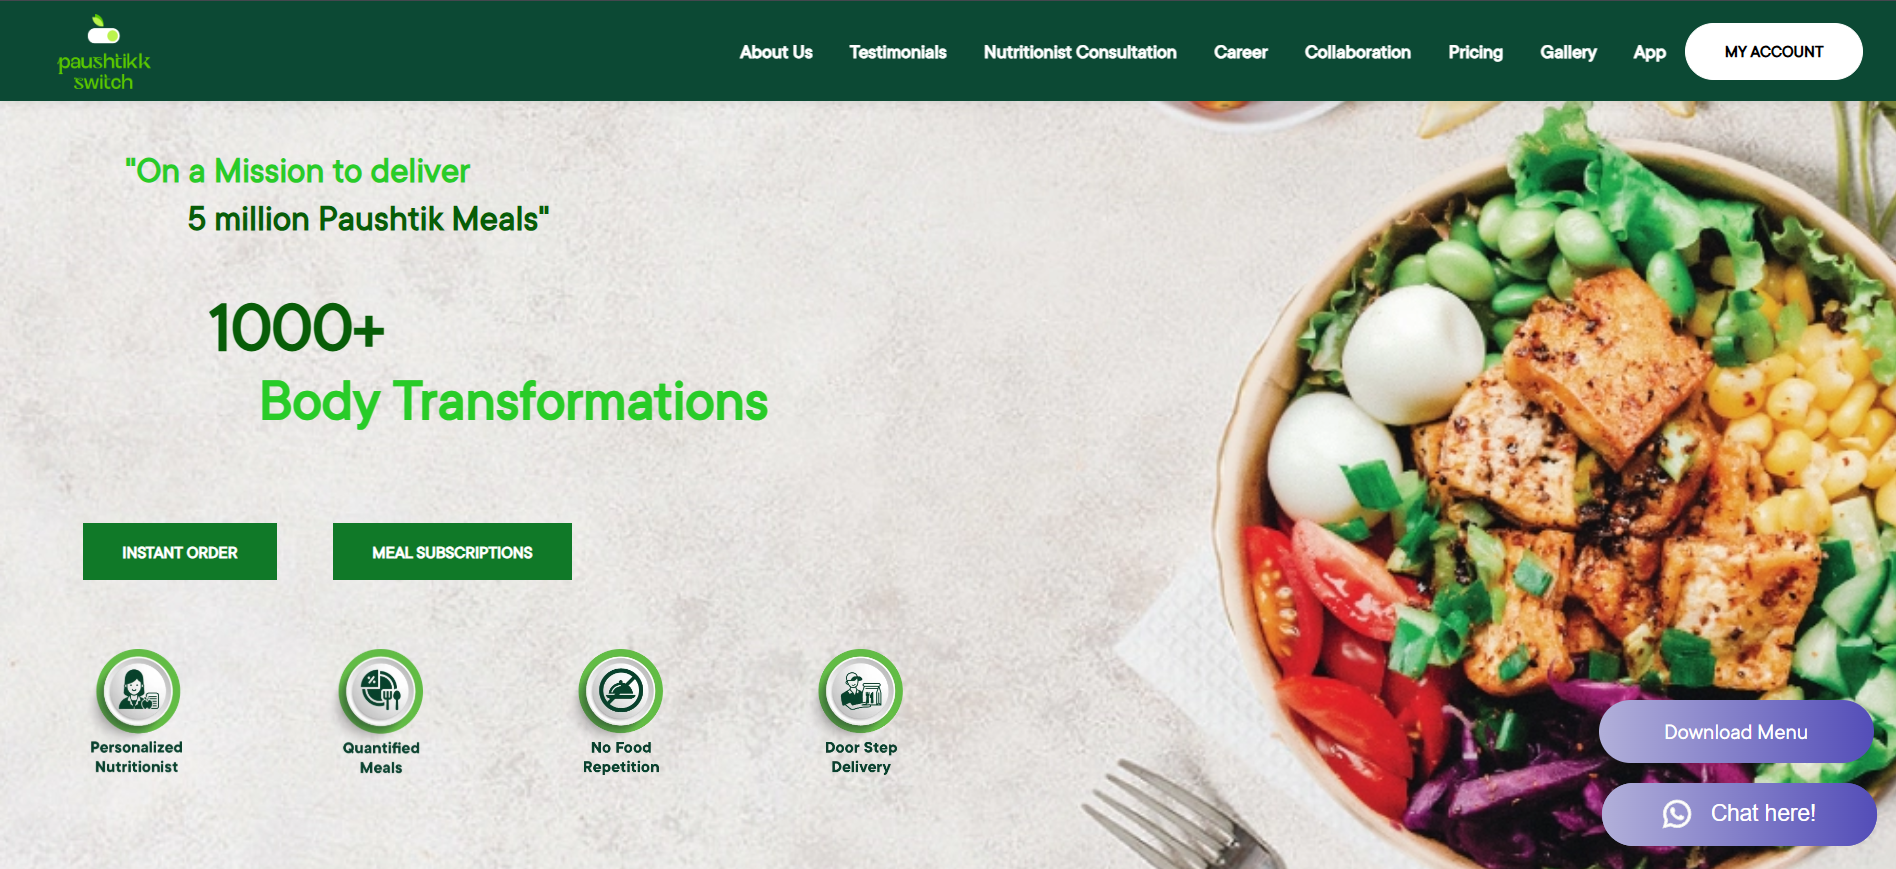 paushtikk
switch
About Us Testimonials Nutritionist Consultation Career Collaboration Pricing Gallery App MY ACCOUNT
"On a Mission to deliver
5 million Paushtik Meals"
1000+
Body Transformations
INSTANT ORDER MEAL SUBSCRIPTIONS
Personalized
Nutritionist
Quantified
Meals
No Food
Repetition
Door Step
Delivery
Download Menu
Chat here!